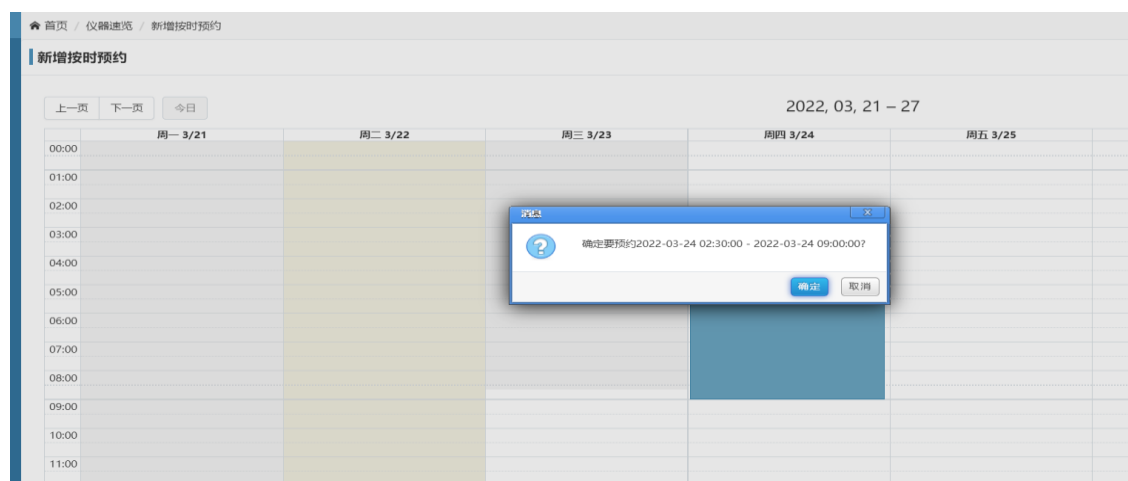 首页 / 仪器速览 / 新增按时预约
新增按时预约
上一页 下一页 今日 2022, 03, 21 – 27
周一 3/21 周二 3/22 周三 3/23 周四 3/24 周五 3/25
00:00
01:00
02:00
03:00
确定要预约2022-03-24 02:30:00 - 2022-03-24 09:00:00?
04:00
05:00
确定 取消
06:00
07:00
08:00
09:00
10:00
11:00